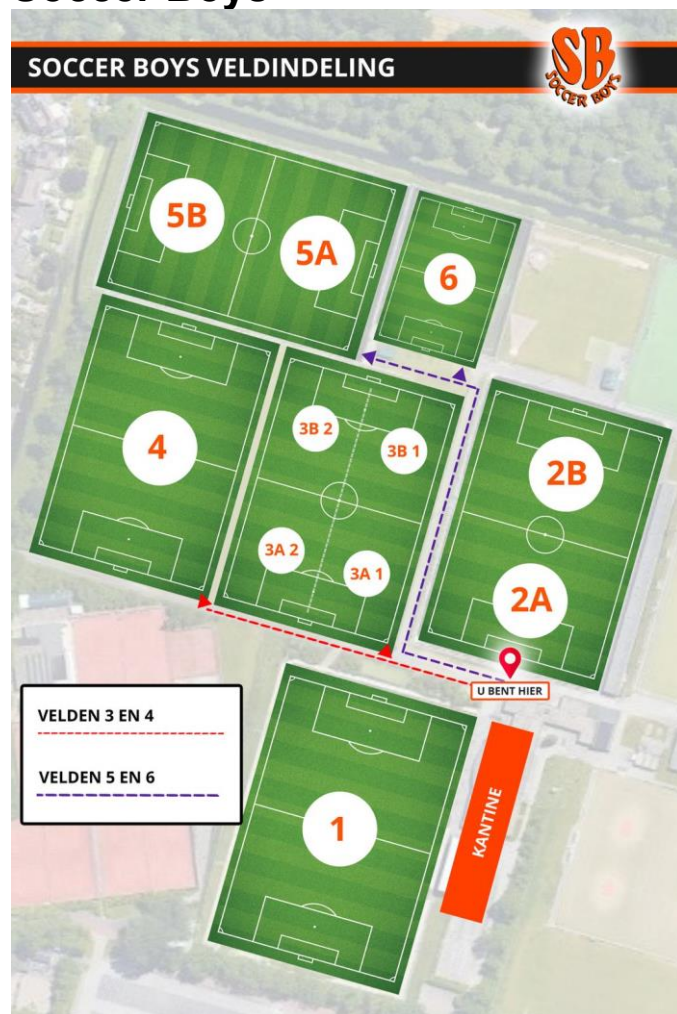 Soccer Boys
SOCCER BOYS VELDINDELING
SB
SOCCER BOYS
5B
5A
6
4
3B 2
3B 1
3A 2
3A 1
2B
2A
U BENT HIER
VELDEN 3 EN 4
VELDEN 5 EN 6
1
KANTINE